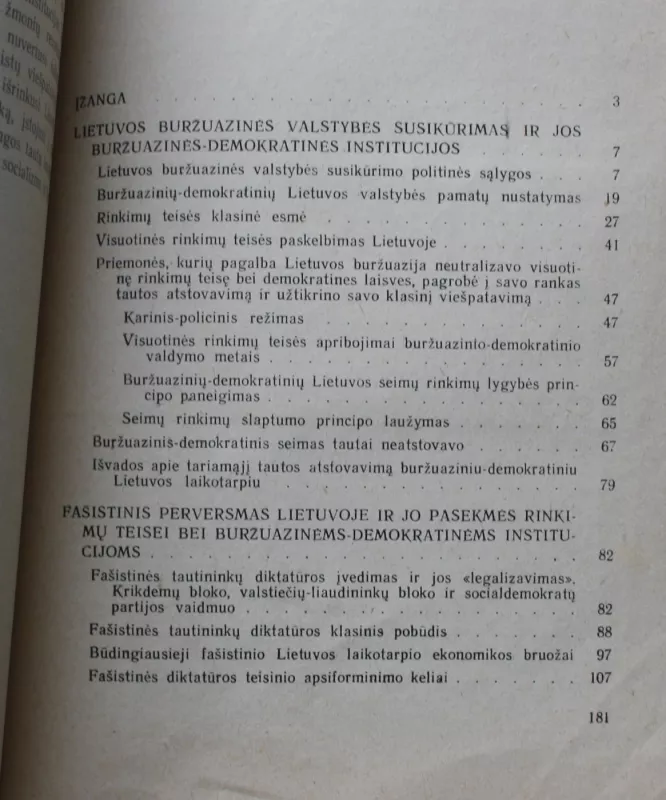 ĮŽANGA . . . . . . . . . . . . . . . . 3
LIETUVOS BURŽUAZINĖS VALSTYBĖS SUSIKŪRIMAS IR JOS
BURŽUAZINĖS-DEMOKRATINĖS INSTITUCIJOS . . . . . 7
Lietuvos buržuazinės valstybės susikūrimo politinės sąlygos . . . 7
Buržuazinių-demokratinių Lietuvos valstybės pamatų nustatymas 19
Rinkimų teisės klasinė esmė . . . . . . . . . . . 27
Visuotinės rinkimų teisės paskelbimas Lietuvoje . . . . . . . 41
Priemonės, kurių pagalba Lietuvos buržuazija neutralizavo visuoti-
nę rinkimų teisę bei demokratines laisves, pagrobė į savo rankas
tautos atstovavimą ir užtikrino savo klasinį viešpatavimą . . . 47
Karinis-policinis režimas . . . . . . . . . . . 47
Visuotinės rinkimų teisės apribojimai buržuazinto-demokratinio
valdymo metais . . . . . . . . . . . . . . 57
Buržuazinių-demokratinių Lietuvos seimų rinkimų lygybės prin-
cipo paneigimas . . . . . . . . . . . . . . 62
Seimų rinkimų slaptumo principo laužymas . . . . . . 65
Buržuazinis-demokratinis seimas tautai neatstovavo . . . . . 67
Išvados apie tariamąjį tautos atstovavimą buržuaziniu-demokratiniu
Lietuvos laikotarpiu . . . . . . . . . . . . . 79
FAŠISTINIS PERVERSMAS LIETUVOJE IR JO PASEKMĖS RINKI-
MŲ TEISEI BEI BURŽUAZINĖMS-DEMOKRATINĖMS INSTITU-
CIJOMS . . . . . . . . . . . . . . . . . . 82
Fašistinės tautininkų diktatūros įvedimas ir jos «legalizavimas».
Krikdemų bloko, valstiečių-liaudininkų bloko ir socialdemokratų
partijos vaidmuo . . . . . . . . . . . . . . 82
Fašistinės tautininkų diktatūros klasinis pobūdis . . . . . . 88
Būdingiausieji fašistinio Lietuvos laikotarpio ekonomikos bruožai 97
Fašistinės diktatūros teisinio apsiforminimo keliai . . . . . . 107
181